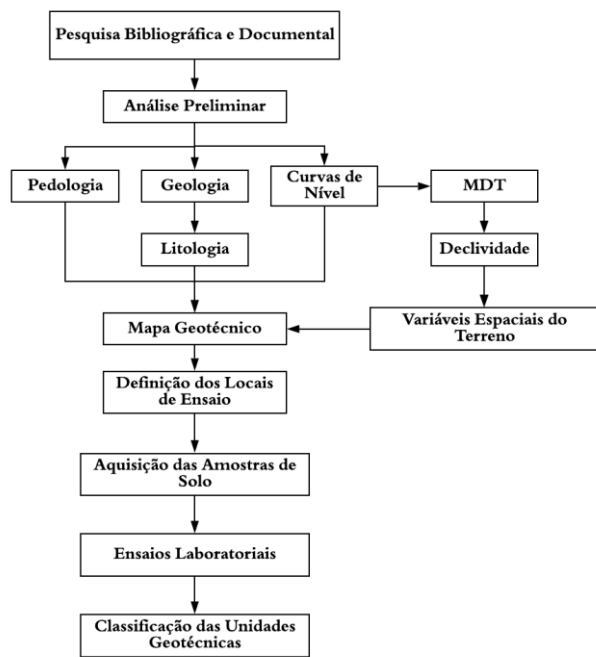 Pesquisa Bibliográfica e Documental
Análise Preliminar
Pedologia
Geologia
Curvas de
Nível
MDT
Litologia
Declividade
Mapa Geotécnico
Variáveis Espaciais do
Terreno
Definição dos Locais
de Ensaio
Aquisição das Amostras de
Solo
Ensaios Laboratoriais
Classificação das Unidades
Geotécnicas